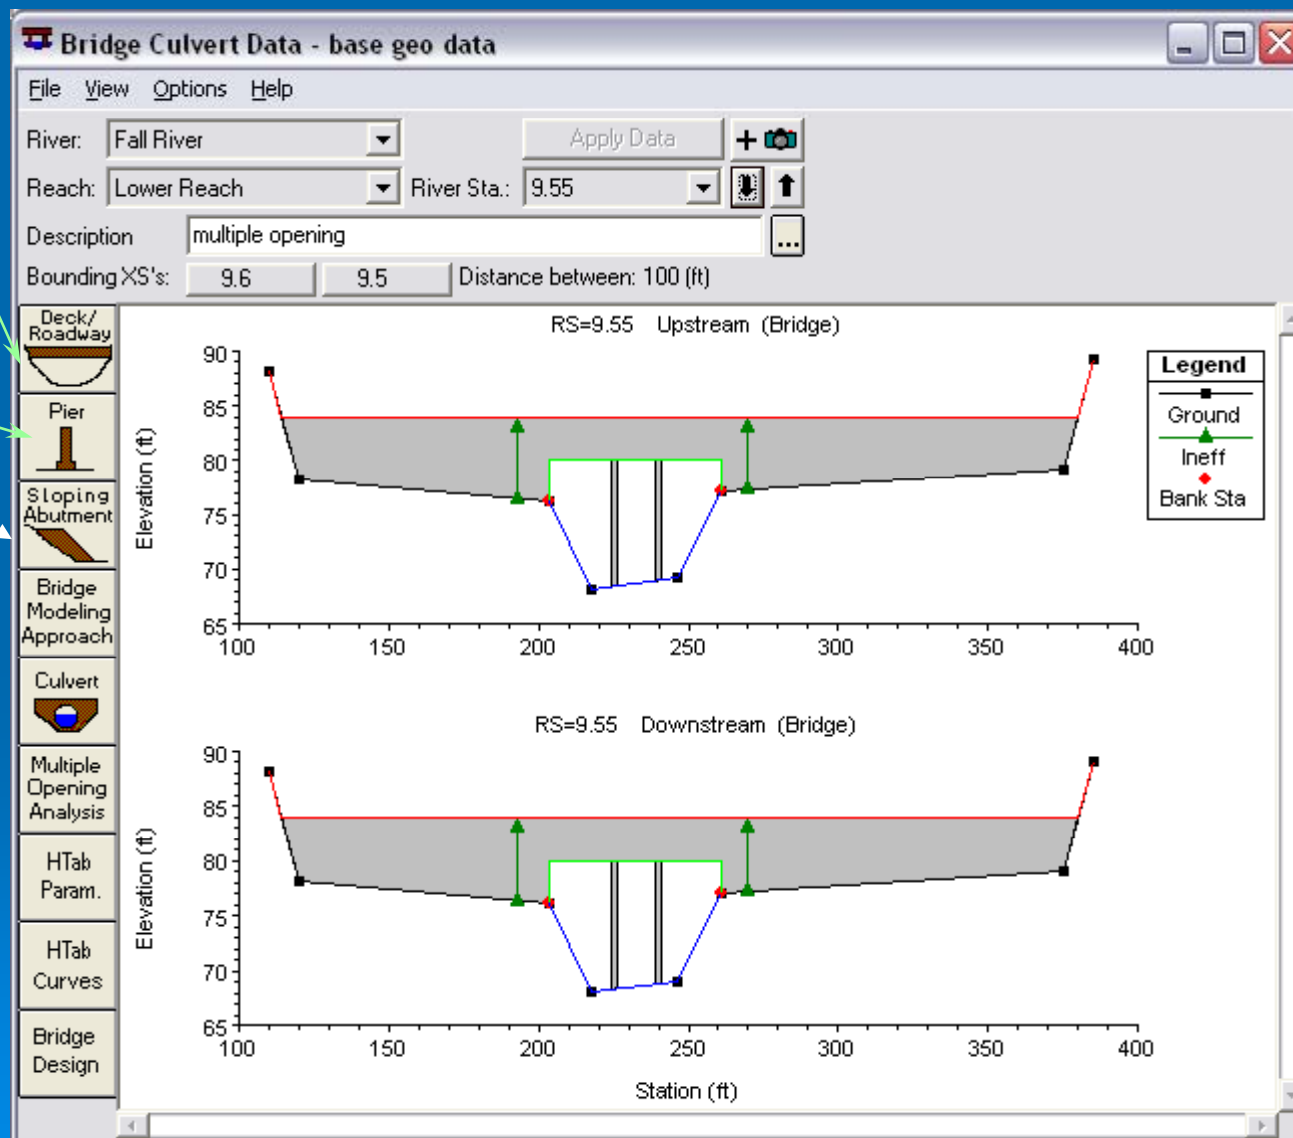 Bridge Culvert Data - base geo data
File View Options Help
River: Fall River Apply Data +
Reach: Lower Reach River Sta.: 9.55
Description multiple opening ...
Bounding XS's: 9.6 9.5 Distance between: 100 (ft)
Deck/
Roadway
Pier
Sloping
Abutment
Bridge
Modeling
Approach
Culvert
Multiple
Opening
Analysis
HTab
Param.
HTab
Curves
Bridge
Design
RS=9.55 Upstream (Bridge)
90
85
80
75
70
65
Elevation (ft)
100 150 200 250 300 350 400
Legend
Ground
Ineff
Bank Sta
RS=9.55 Downstream (Bridge)
90
85
80
75
70
65
Elevation (ft)
100 150 200 250 300 350 400
Station (ft)